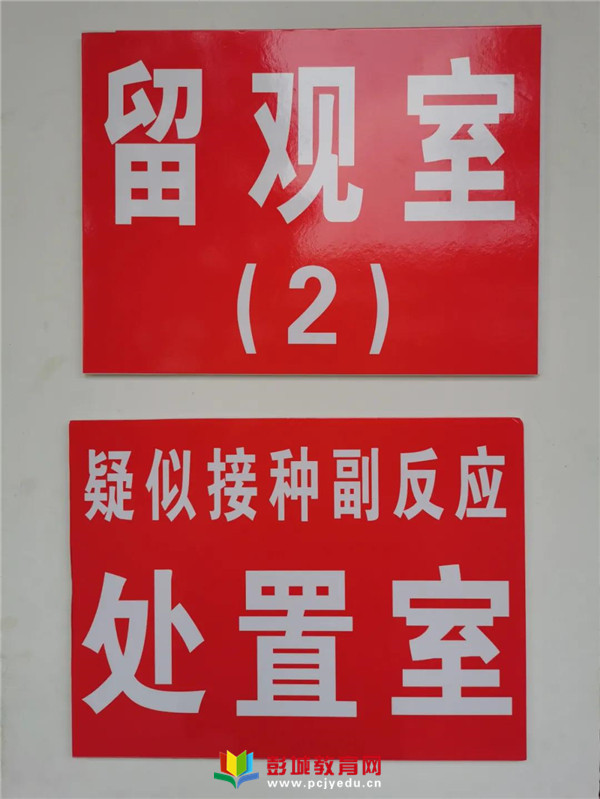 留观室
(2)
疑似接种副反应
处置室
彭城教育网
www.pcjyedu.cn